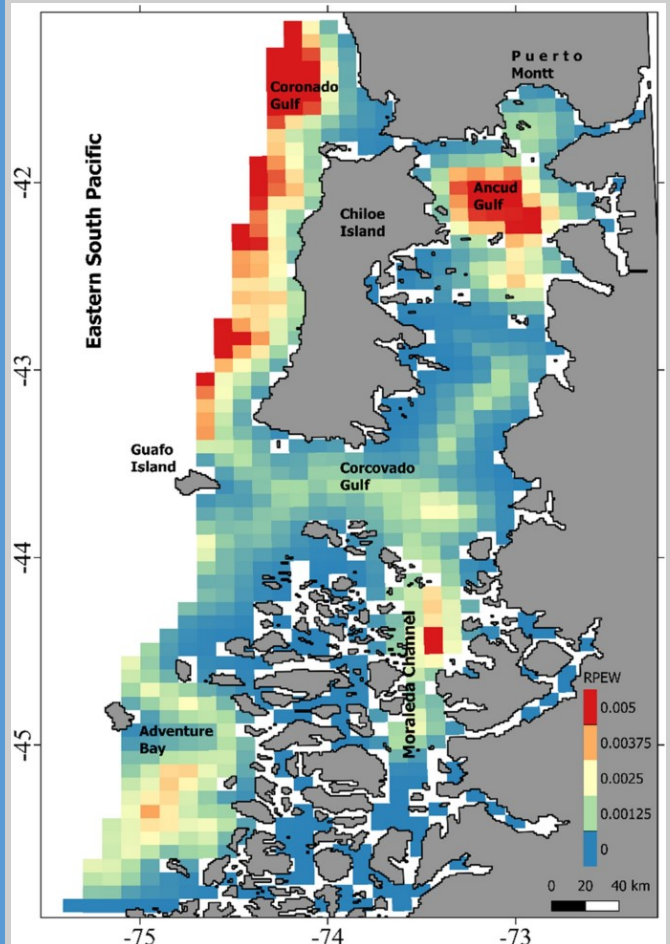 P u e r t o
Montt
Coronado
Gulf
-42
Ancud
Gulf
Chiloe
Island
Eastern South Pacific
-43
Guafo
Island
Corcovado
Gulf
-44
Moraleda Channel
RPEW
0.005
0.00375
0.0025
0.00125
0
-45
Adventure
Bay
0 20 40 km
-75 -74 -73